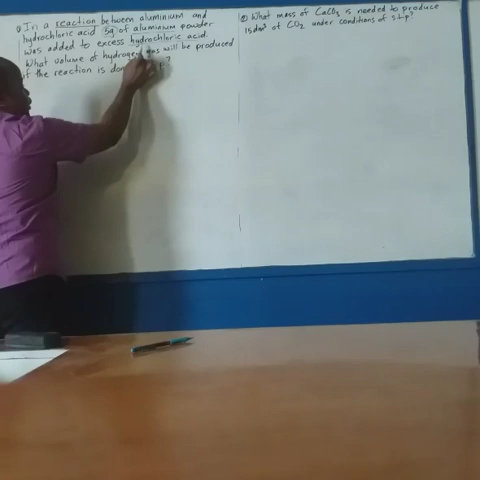 ① In a reaction between aluminium and
hydrochloric acid 5g of aluminium powder
was added to excess hydrochloric acid.
What volume of hydrogen gas will be produced
if the reaction is
② What mass of CaCO3 is needed to produce
15dm³ of CO2 under conditions of s.t.p?